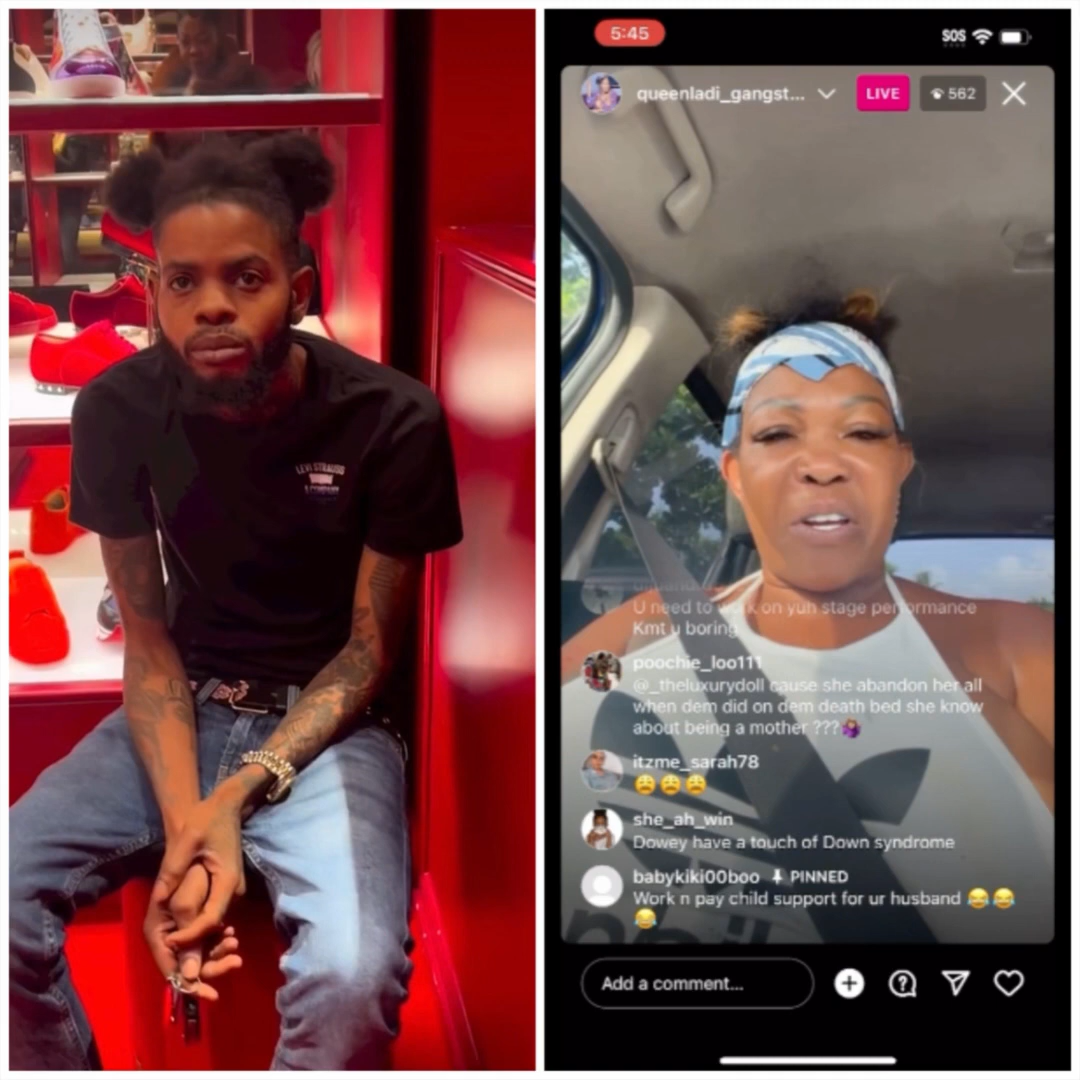 LEVI STRAUSS
& COMPANY
5:45
SOS
queenladi_gangst...
LIVE
562
U need to work on yuh stage performance
Kmt u boring
poochie_loo111
@_theluxurydoll cause she abandon her all
when dem did on dem death bed she know
about being a mother ???🤷🏾‍♀️
itzme_sarah78
😩😩😩
she_ah_win
Dowey have a touch of Down syndrome
babykiki00boo PINNED
Work n pay child support for ur husband 😂😂
😂
Add a comment...